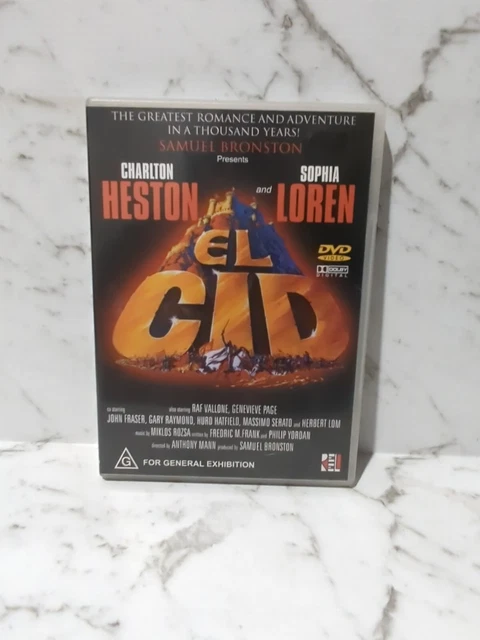 THE GREATEST ROMANCE AND ADVENTURE
IN A THOUSAND YEARS!
SAMUEL BRONSTON
Presents
CHARLTON
HESTON
and
SOPHIA
LOREN
EL
CID
DVD
VIDEO
DOLBY
DIGITAL
co starring
also starring RAF VALLONE, GENEVIEVE PAGE
JOHN FRASER, GARY RAYMOND, HURD HATFIELD, MASSIMO SERATO and HERBERT LOM
music by MIKLOS ROZSA written by FREDRIC M. FRANK and PHILIP YORDAN
directed by ANTHONY MANN produced by SAMUEL BRONSTON
G
FOR GENERAL EXHIBITION